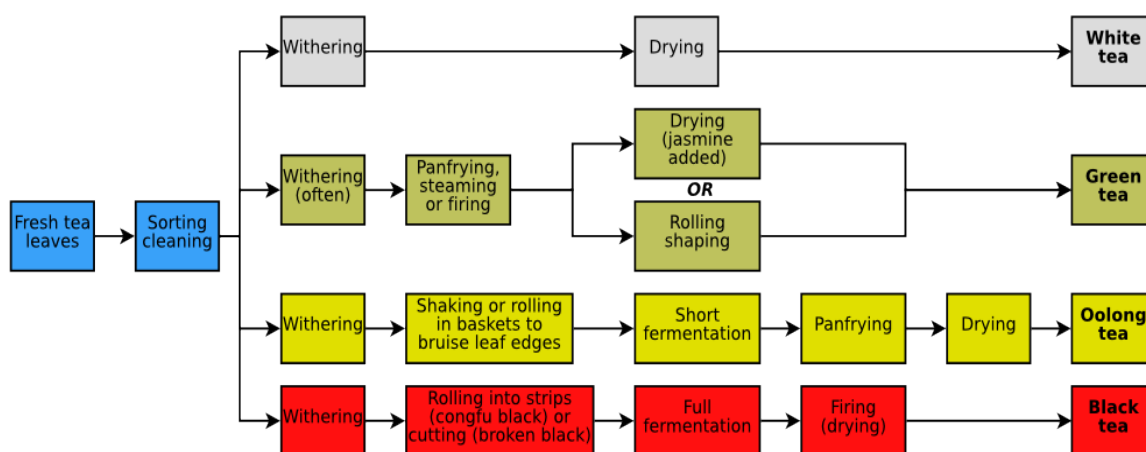 Fresh tea
leaves
Sorting
cleaning
Withering
Drying
White
tea
Withering
(often)
Panfrying,
steaming
or firing
Drying
(jasmine
added)
OR
Rolling
shaping
Green
tea
Withering
Shaking or rolling
in baskets to
bruise leaf edges
Short
fermentation
Panfrying
Drying
Oolong
tea
Withering
Rolling into strips
(congfu black) or
cutting (broken black)
Full
fermentation
Firing
(drying)
Black
tea